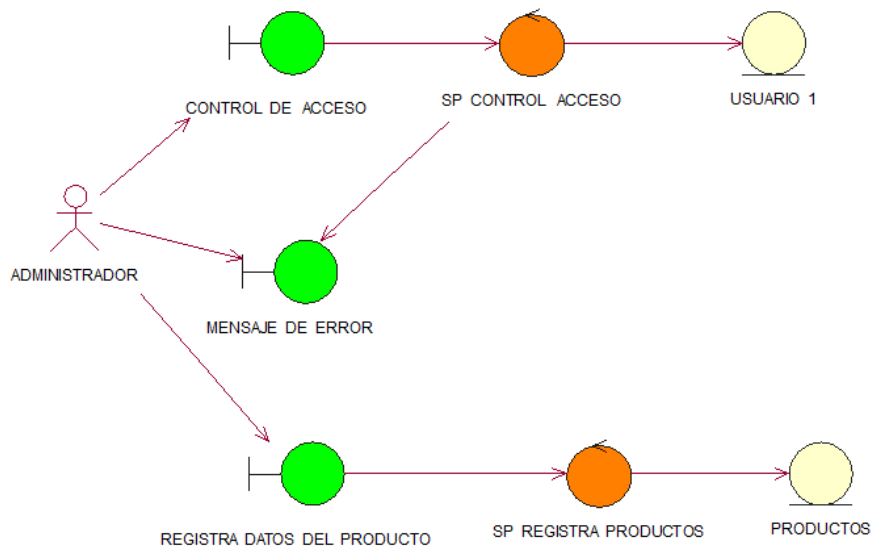 CONTROL DE ACCESO
SP CONTROL ACCESO
USUARIO 1
ADMINISTRADOR
MENSAJE DE ERROR
REGISTRA DATOS DEL PRODUCTO
SP REGISTRA PRODUCTOS
PRODUCTOS